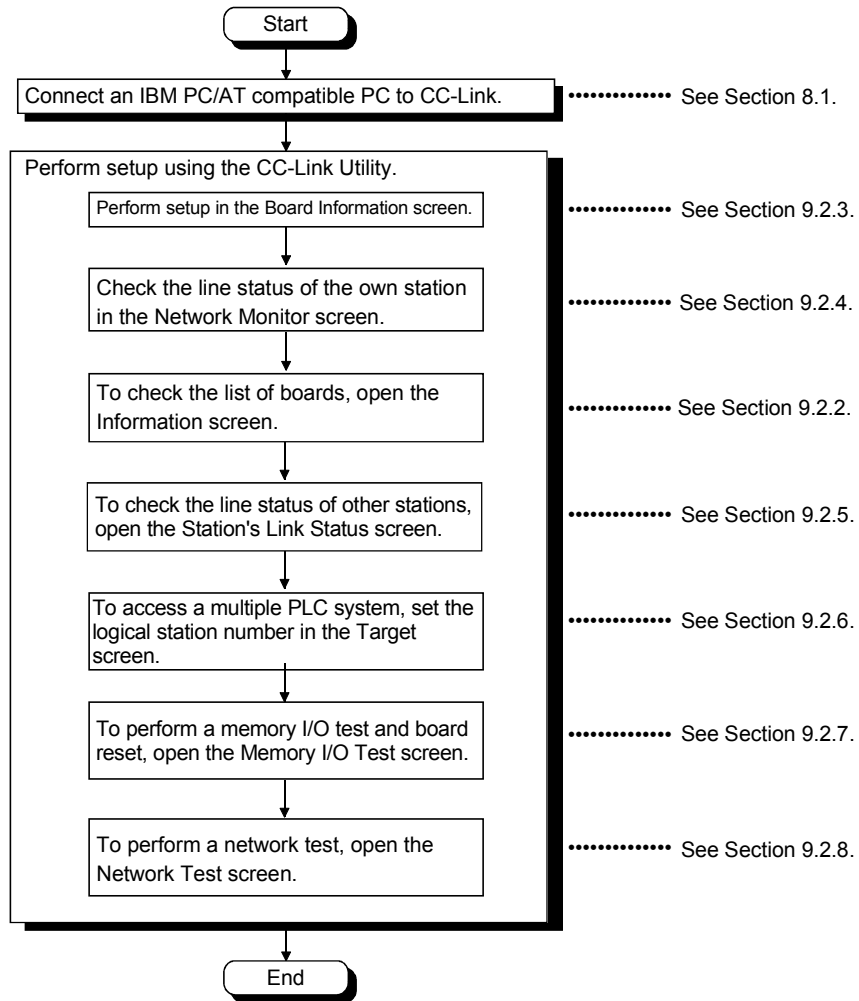 Start
Connect an IBM PC/AT compatible PC to CC-Link.
•••••••••••••• See Section 8.1.
Perform setup using the CC-Link Utility.
Perform setup in the Board Information screen.
•••••••••••••• See Section 9.2.3.
Check the line status of the own station
in the Network Monitor screen.
•••••••••••••• See Section 9.2.4.
To check the list of boards, open the
Information screen.
•••••••••••••• See Section 9.2.2.
To check the line status of other stations,
open the Station's Link Status screen.
•••••••••••••• See Section 9.2.5.
To access a multiple PLC system, set the
logical station number in the Target
screen.
•••••••••••••• See Section 9.2.6.
To perform a memory I/O test and board
reset, open the Memory I/O Test screen.
•••••••••••••• See Section 9.2.7.
To perform a network test, open the
Network Test screen.
•••••••••••••• See Section 9.2.8.
End